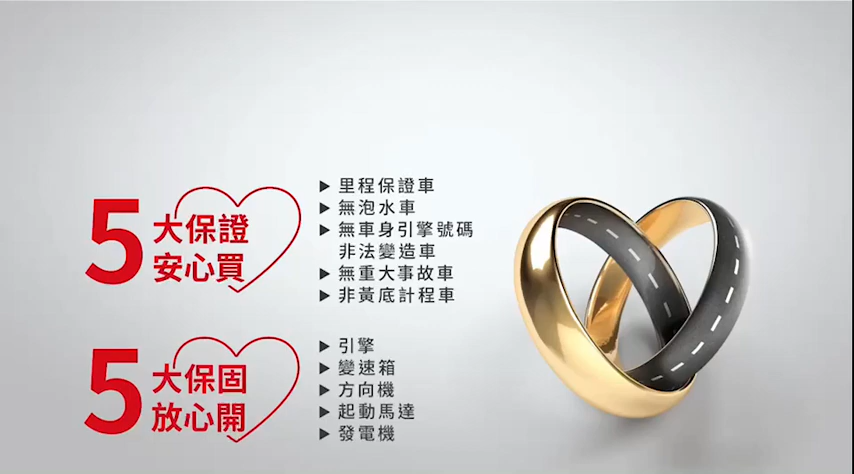 5大保證
安心買
▶ 里程保證車
▶ 無泡水車
▶ 無車身引擎號碼
非法變造車
▶ 無重大事故車
▶ 非黃底計程車
5大保固
放心開
▶ 引擎
▶ 變速箱
▶ 方向機
▶ 起動馬達
▶ 發電機